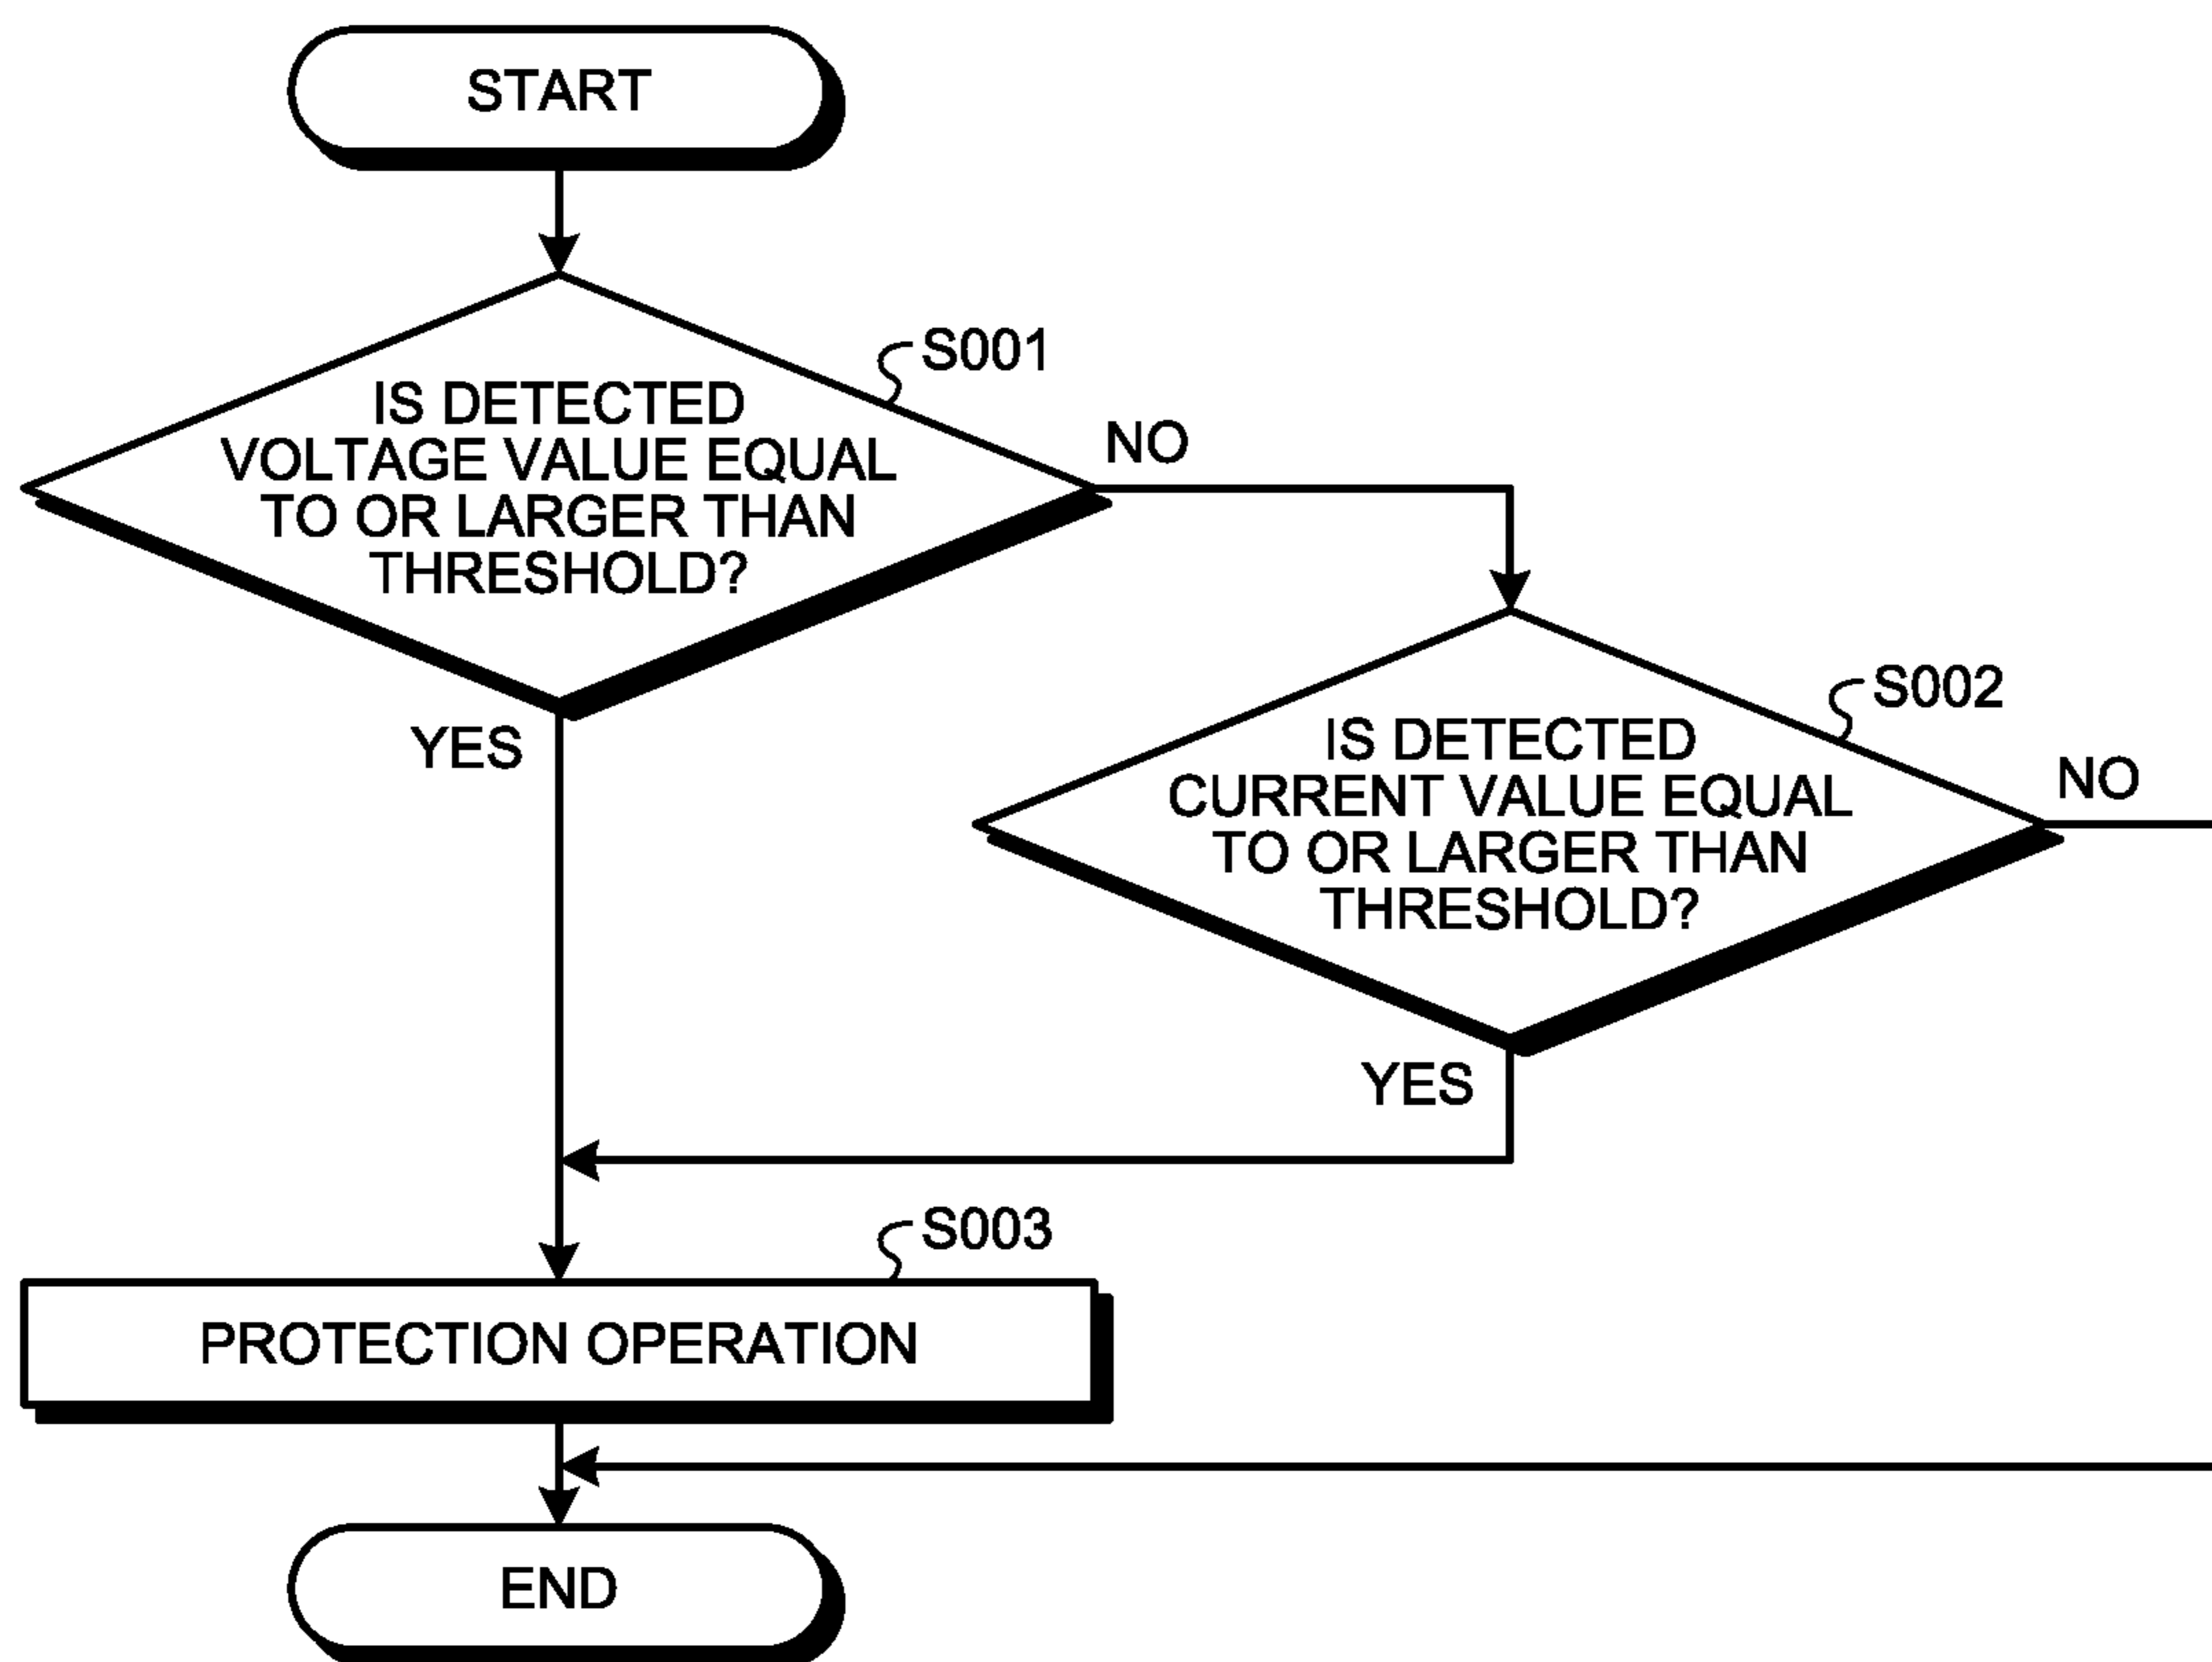 START
S001
IS DETECTED
VOLTAGE VALUE EQUAL
TO OR LARGER THAN
THRESHOLD?
NO
YES
S002
IS DETECTED
CURRENT VALUE EQUAL
TO OR LARGER THAN
THRESHOLD?
NO
YES
S003
PROTECTION OPERATION
END